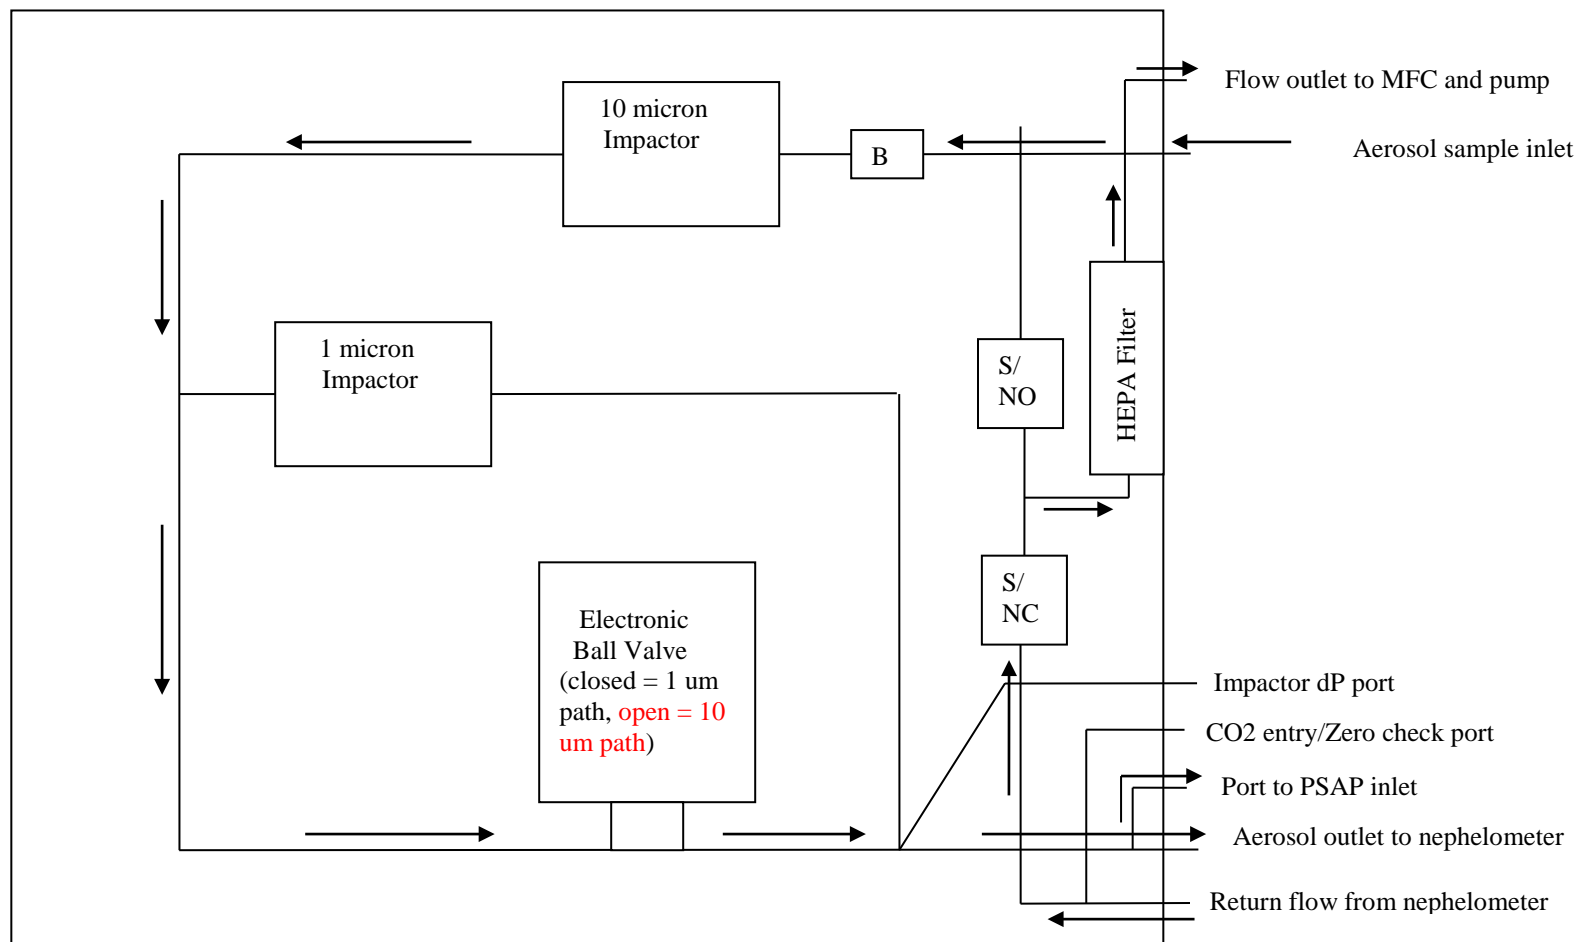 Flow outlet to MFC and pump
10 micron
Impactor
B
Aerosol sample inlet
1 micron
Impactor
S/
NO
HEPA Filter
S/
NC
Electronic
Ball Valve
(closed = 1 um
path, open = 10
um path)
Impactor dP port
CO2 entry/Zero check port
Port to PSAP inlet
Aerosol outlet to nephelometer
Return flow from nephelometer